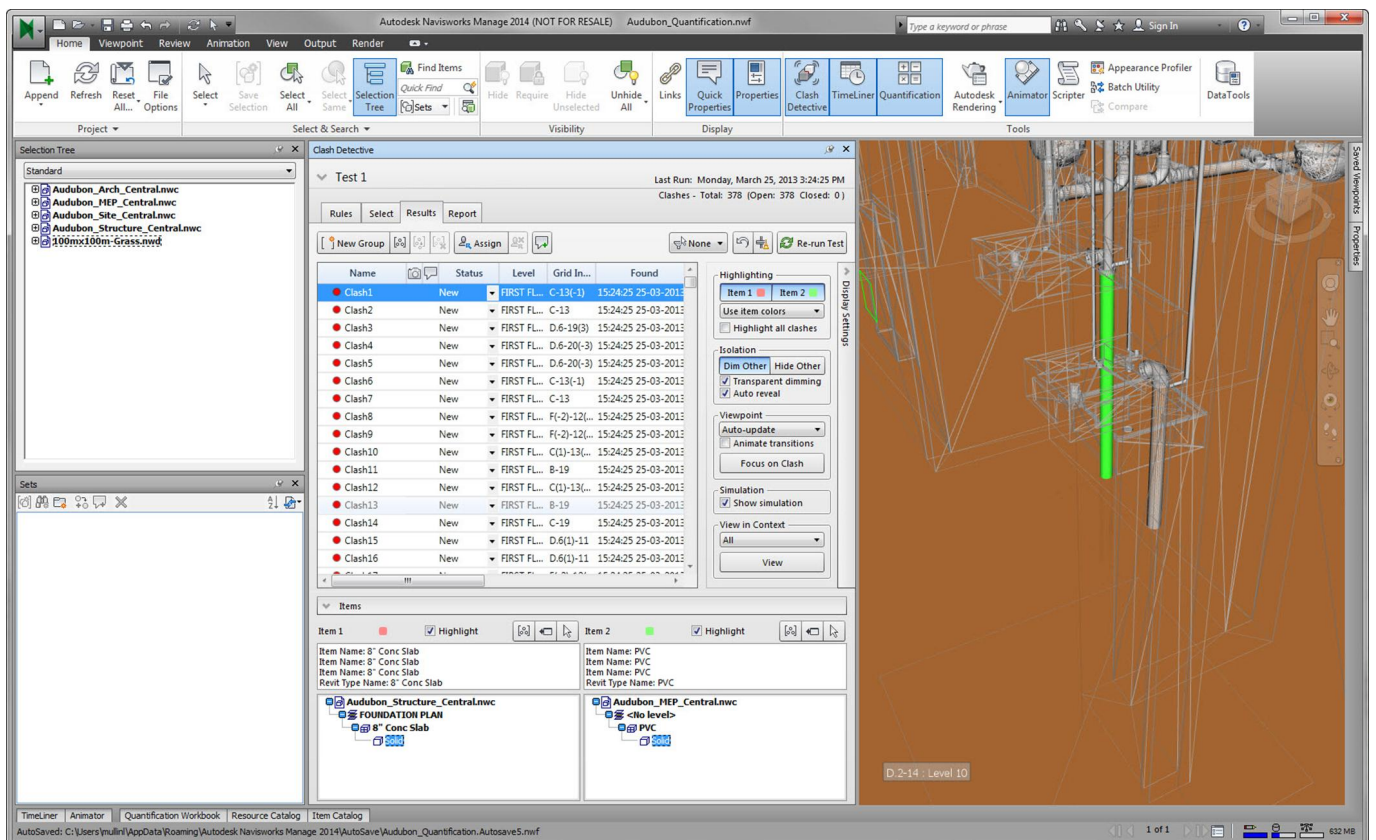 Autodesk Navisworks Manage 2014 (NOT FOR RESALE) Audubon_Quantification.nwf
Type a keyword or phrase
Sign In
Home Viewpoint Review Animation View Output Render
Append Refresh Reset All... File Options
Select Save Selection Select All Select Same Selection Tree
Find Items
Quick Find
Sets
Hide Require Hide Unselected Unhide All
Links Quick Properties Properties
Clash Detective TimeLiner Quantification
Autodesk Rendering Animator Scripter
Appearance Profiler
Batch Utility
Compare
DataTools
Project Select & Search Visibility Display Tools
Selection Tree
Standard
Audubon_Arch_Central.nwc
Audubon_MEP_Central.nwc
Audubon_Site_Central.nwc
Audubon_Structure_Central.nwc
100mx100m-Grass.nwd
Sets
Clash Detective
Test 1
Last Run: Monday, March 25, 2013 3:24:25 PM
Clashes - Total: 378 (Open: 378 Closed: 0)
Rules Select Results Report
New Group Assign None Re-run Test
Name Status Level Grid In... Found
Clash1 New FIRST FL... C-13(-1) 15:24:25 25-03-2013
Clash2 New FIRST FL... C-13 15:24:25 25-03-2013
Clash3 New FIRST FL... D.6-19(3) 15:24:25 25-03-2013
Clash4 New FIRST FL... D.6-20(-3) 15:24:25 25-03-2013
Clash5 New FIRST FL... D.6-20(-3) 15:24:25 25-03-2013
Clash6 New FIRST FL... C-13(-1) 15:24:25 25-03-2013
Clash7 New FIRST FL... C-13 15:24:25 25-03-2013
Clash8 New FIRST FL... F(-2)-12(... 15:24:25 25-03-2013
Clash9 New FIRST FL... F(-2)-12(... 15:24:25 25-03-2013
Clash10 New FIRST FL... C(1)-13(... 15:24:25 25-03-2013
Clash11 New FIRST FL... B-19 15:24:25 25-03-2013
Clash12 New FIRST FL... C(1)-13(... 15:24:25 25-03-2013
Clash13 New FIRST FL... B-19 15:24:25 25-03-2013
Clash14 New FIRST FL... C-19 15:24:25 25-03-2013
Clash15 New FIRST FL... D.6(1)-11 15:24:25 25-03-2013
Clash16 New FIRST FL... D.6(1)-11 15:24:25 25-03-2013
Display Settings
Highlighting
Item 1 Item 2
Use item colors
Highlight all clashes
Isolation
Dim Other Hide Other
Transparent dimming
Auto reveal
Viewpoint
Auto-update
Animate transitions
Focus on Clash
Simulation
Show simulation
View in Context
All
View
Items
Item 1 Highlight
Item Name: 8" Conc Slab
Item Name: 8" Conc Slab
Item Name: 8" Conc Slab
Revit Type Name: 8" Conc Slab
Audubon_Structure_Central.nwc
FOUNDATION PLAN
8" Conc Slab
Solid
Item 2 Highlight
Item Name: PVC
Item Name: PVC
Item Name: PVC
Revit Type Name: PVC
Audubon_MEP_Central.nwc
<No level>
PVC
Solid
Saved Viewpoints
Properties
D.2-14 : Level 10
TimeLiner Animator Quantification Workbook Resource Catalog Item Catalog
AutoSaved: C:\Users\mullinl\AppData\Roaming\Autodesk Navisworks Manage 2014\AutoSave\Audubon_Quantification.Autosave5.nwf
1 of 1
632 MB